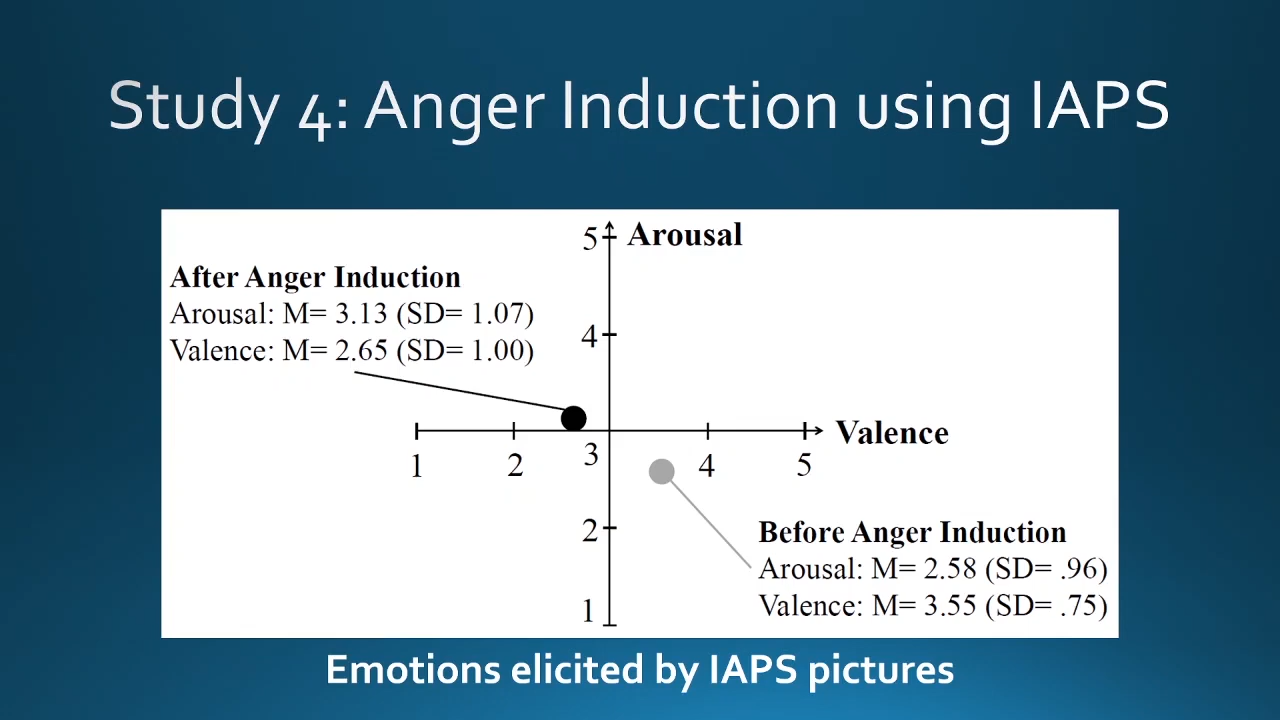 Study 4: Anger Induction using IAPS
5 Arousal
After Anger Induction
Arousal: M= 3.13 (SD= 1.07)
Valence: M= 2.65 (SD= 1.00)
4
Valence
1 2 3 4 5
2
Before Anger Induction
Arousal: M= 2.58 (SD= .96)
Valence: M= 3.55 (SD= .75)
1
Emotions elicited by IAPS pictures